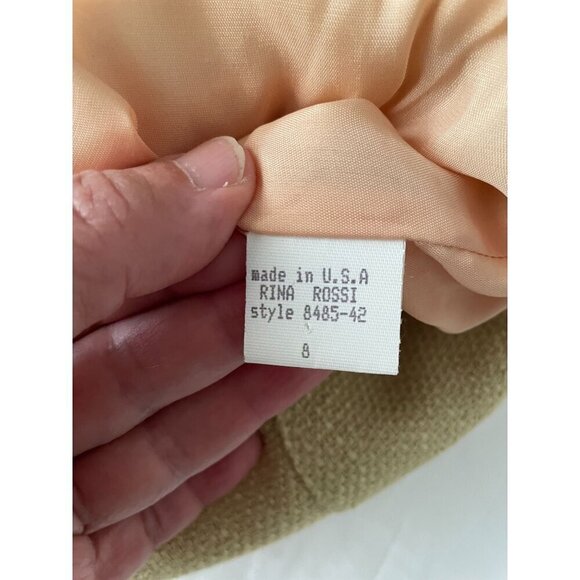 made in U.S.A
RINA ROSSI
style 8485-42
8